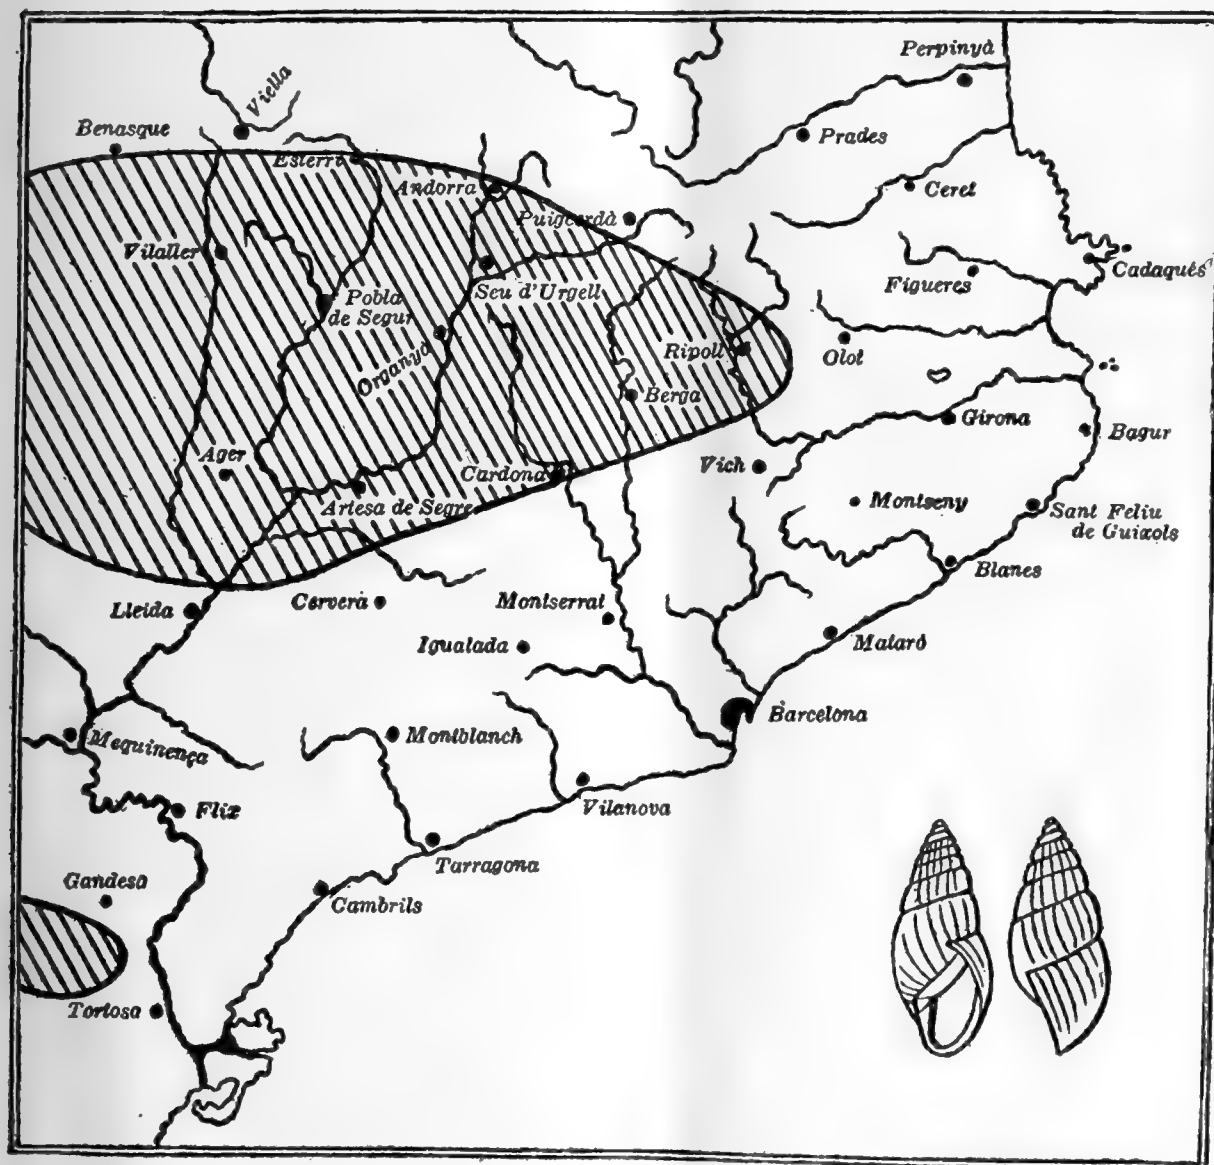 Perpinyà
Viella
Benasque
Prades
Esterri
Andorra
Ceret
Puigcerdà
Vilaller
Cadaqués
Figueres
Seu d'Urgell
Pobla
de Segur
Organyà
Ripoll
Olot
Berga
Girona
Bagur
Ager
Cardona
Vich
Artesa de Segre
Montseny
Sant Feliu
de Guixols
Blanes
Lleida
Cervera
Montserrat
Igualada
Mataró
Barcelona
Mequinença
Montblanch
Flix
Vilanova
Tarragona
Gandesa
Cambrils
Tortosa